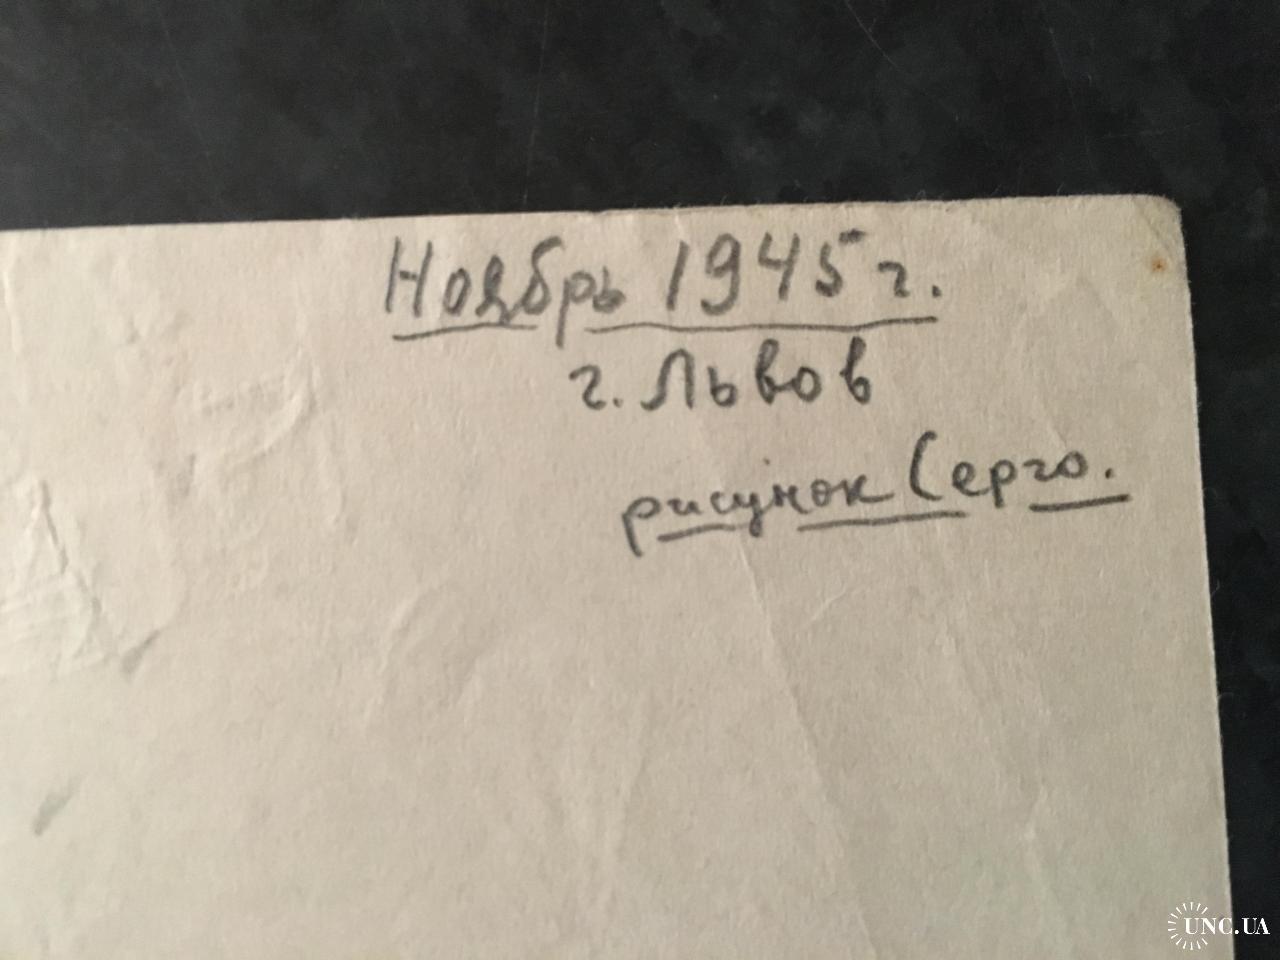 Ноябрь 1945 г.
г. Львов
рисунок Серго.
UNC.UA